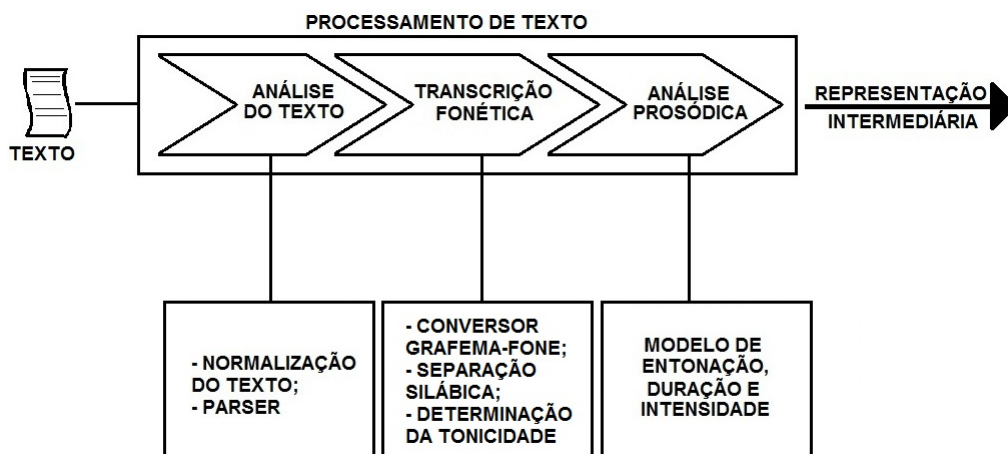 PROCESSAMENTO DE TEXTO
TEXTO
ANÁLISE
DO TEXTO
TRANSCRIÇÃO
FONÉTICA
ANÁLISE
PROSÓDICA
REPRESENTAÇÃO
INTERMEDIÁRIA
- NORMALIZAÇÃO
DO TEXTO;
- PARSER
- CONVERSOR
GRAFEMA-FONE;
- SEPARAÇÃO
SILÁBICA;
- DETERMINAÇÃO
DA TONICIDADE
MODELO DE
ENTONAÇÃO,
DURAÇÃO E
INTENSIDADE